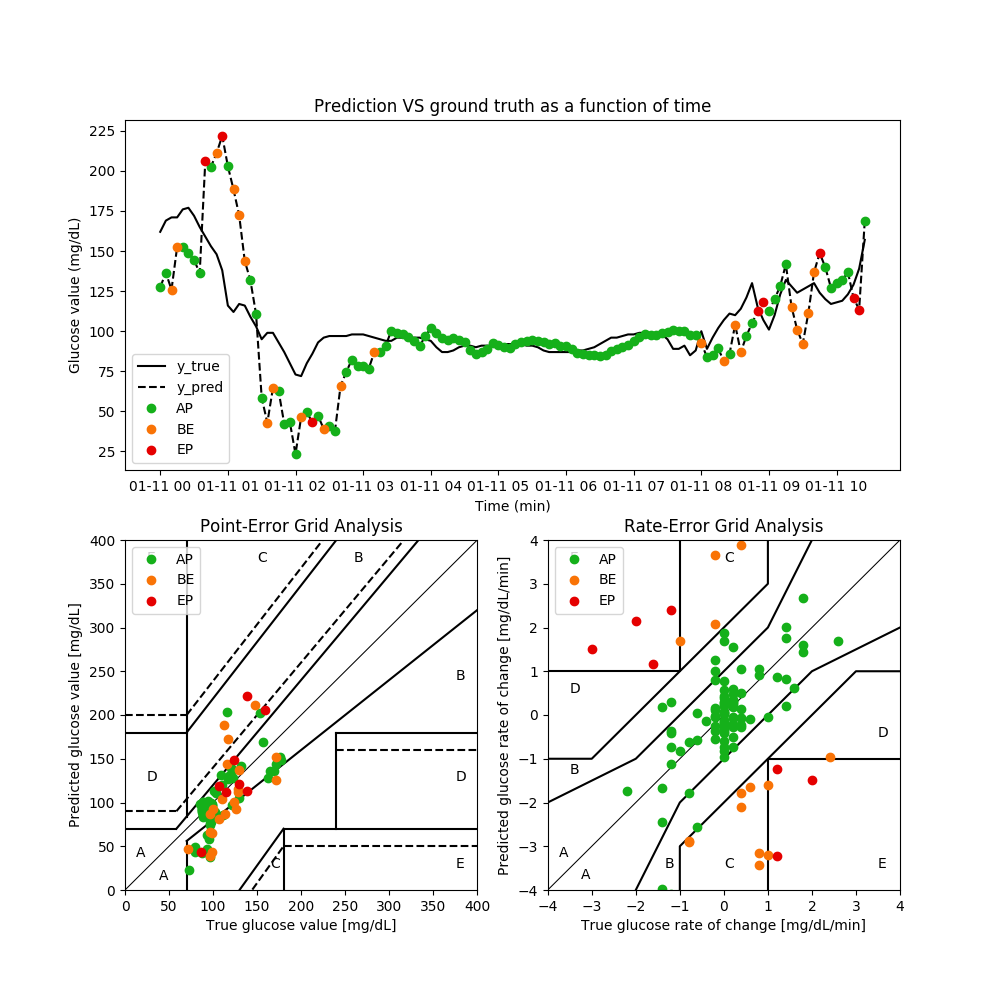 Prediction VS ground truth as a function of time
Glucose value (mg/dL)
225
200
175
150
125
100
75
50
25
y_true
y_pred
AP
BE
EP
01-11 00 01-11 01 01-11 02 01-11 03 01-11 04 01-11 05 01-11 06 01-11 07 01-11 08 01-11 09 01-11 10
Time (min)
Point-Error Grid Analysis
Predicted glucose value [mg/dL]
400
350
300
250
200
150
100
50
0
AP
BE
EP
C
B
B
D
D
A
A
C
E
0 50 100 150 200 250 300 350 400
True glucose value [mg/dL]
Rate-Error Grid Analysis
Predicted glucose rate of change [mg/dL/min]
4
3
2
1
0
−1
−2
−3
−4
AP
BE
EP
C
D
D
B
A
A
B
C
E
−4 −3 −2 −1 0 1 2 3 4
True glucose rate of change [mg/dL/min]